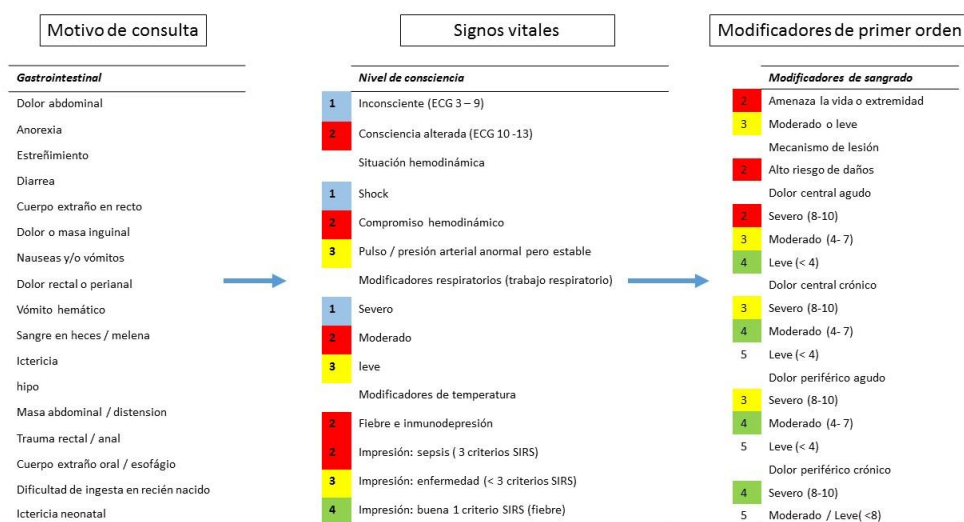 Motivo de consulta
Gastrointestinal
Dolor abdominal
Anorexia
Estreñimiento
Diarrea
Cuerpo extraño en recto
Dolor o masa inguinal
Nauseas y/o vómitos
Dolor rectal o perianal
Vómito hemático
Sangre en heces / melena
Ictericia
hipo
Masa abdominal / distension
Trauma rectal / anal
Cuerpo extraño oral / esofágio
Dificultad de ingesta en recién nacido
Ictericia neonatal
Signos vitales
Nivel de consciencia
1 Inconsciente (ECG 3 – 9)
2 Consciencia alterada (ECG 10 -13)
Situación hemodinámica
1 Shock
2 Compromiso hemodinámico
3 Pulso / presión arterial anormal pero estable
Modificadores respiratorios (trabajo respiratorio)
1 Severo
2 Moderado
3 leve
Modificadores de temperatura
2 Fiebre e inmunodepresión
2 Impresión: sepsis ( 3 criterios SIRS)
3 Impresión: enfermedad (< 3 criterios SIRS)
4 Impresión: buena 1 criterio SIRS (fiebre)
Modificadores de primer orden
Modificadores de sangrado
2 Amenaza la vida o extremidad
3 Moderado o leve
Mecanismo de lesión
2 Alto riesgo de daños
Dolor central agudo
2 Severo (8-10)
3 Moderado (4- 7)
4 Leve (< 4)
Dolor central crónico
3 Severo (8-10)
4 Moderado (4- 7)
5 Leve (< 4)
Dolor periférico agudo
3 Severo (8-10)
4 Moderado (4- 7)
5 Leve (< 4)
Dolor periférico crónico
4 Severo (8-10)
5 Moderado / Leve( <8)